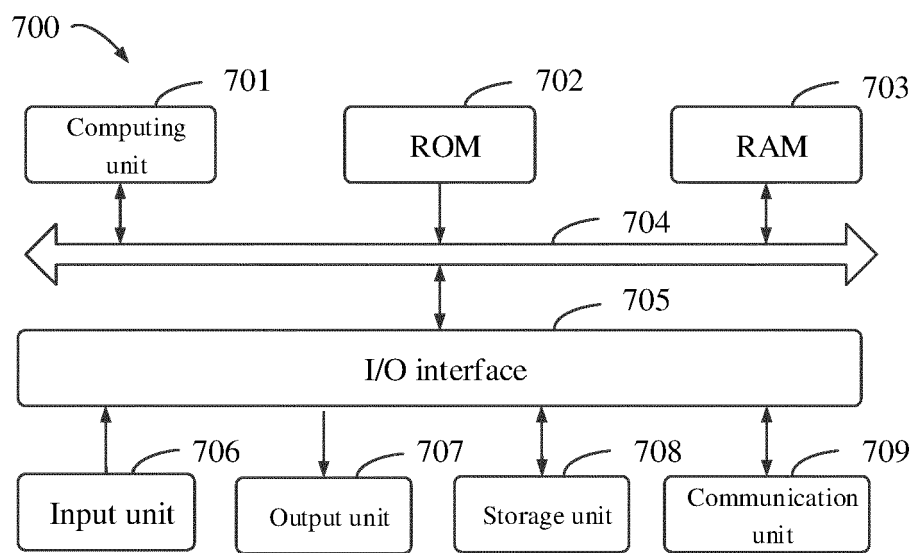 700
701
702
703
Computing
unit
ROM
RAM
704
705
I/O interface
706
707
708
709
Input unit
Output unit
Storage unit
Communication
unit